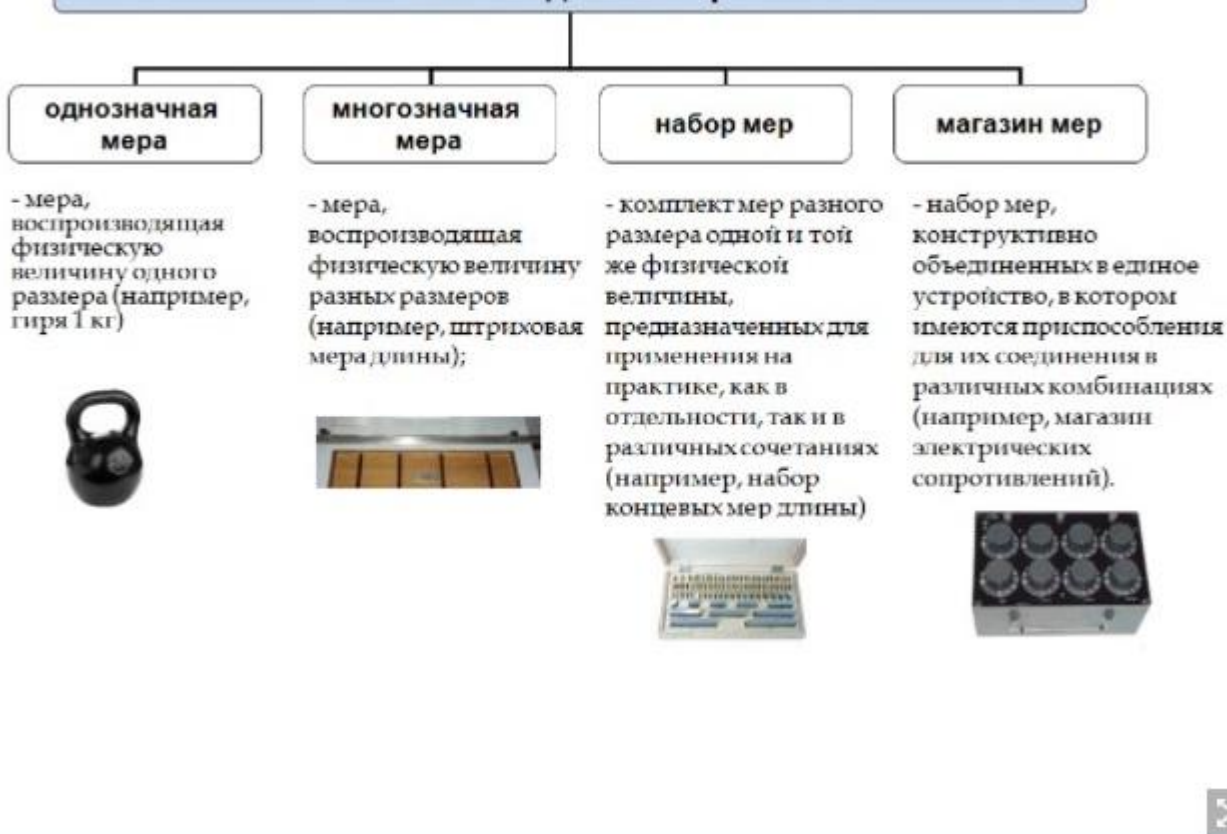 однозначная
мера
многозначная
мера
набор мер
магазин мер
- мера,
воспроизводящая
физическую
величину одного
размера (например,
гиря 1 кг)
- мера,
воспроизводящая
физическую величину
разных размеров
(например, штриховая
мера длины);
- комплект мер разного
размера одной и той
же физической
величины,
предназначенных для
применения на
практике, как в
отдельности, так и в
различных сочетаниях
(например, набор
концевых мер длины)
- набор мер,
конструктивно
объединенных в единое
устройство, в котором
имеются приспособления
для их соединения в
различных комбинациях
(например, магазин
электрических
сопротивлений).